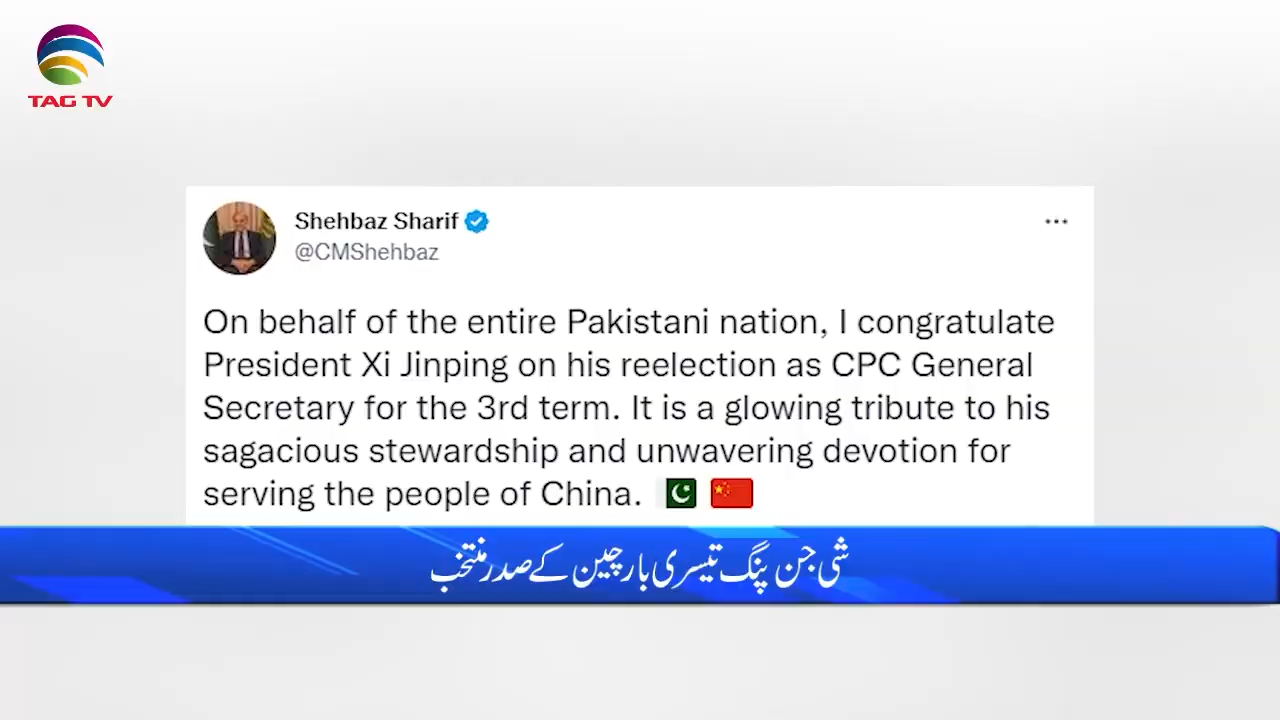 TAG TV
Shehbaz Sharif
@CMShehbaz
On behalf of the entire Pakistani nation, I congratulate
President Xi Jinping on his reelection as CPC General
Secretary for the 3rd term. It is a glowing tribute to his
sagacious stewardship and unwavering devotion for
serving the people of China. 🇵🇰 🇨🇳
شی جن پنگ تیسری بار چین کے صدر منتخب